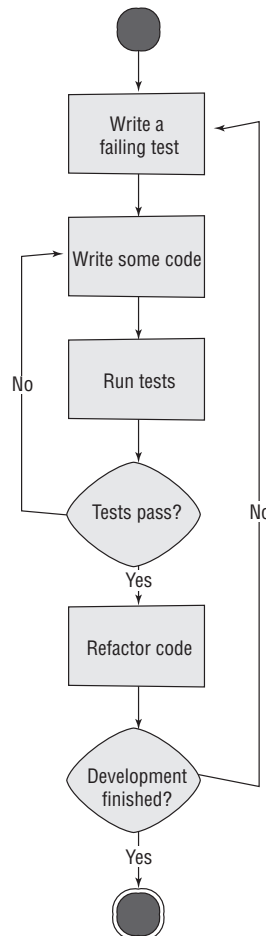 Write a
failing test
Write some code
Run tests
No
Tests pass?
No
Yes
Refactor code
Development
finished?
Yes